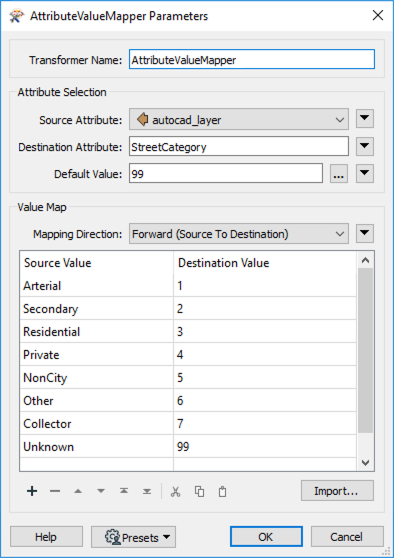 AttributeValueMapper Parameters
Transformer Name: AttributeValueMapper
Attribute Selection
Source Attribute: autocad_layer
Destination Attribute: StreetCategory
Default Value: 99 ...
Value Map
Mapping Direction: Forward (Source To Destination)
Source Value Destination Value
Arterial 1
Secondary 2
Residential 3
Private 4
NonCity 5
Other 6
Collector 7
Unknown 99
Import...
Help Presets OK Cancel